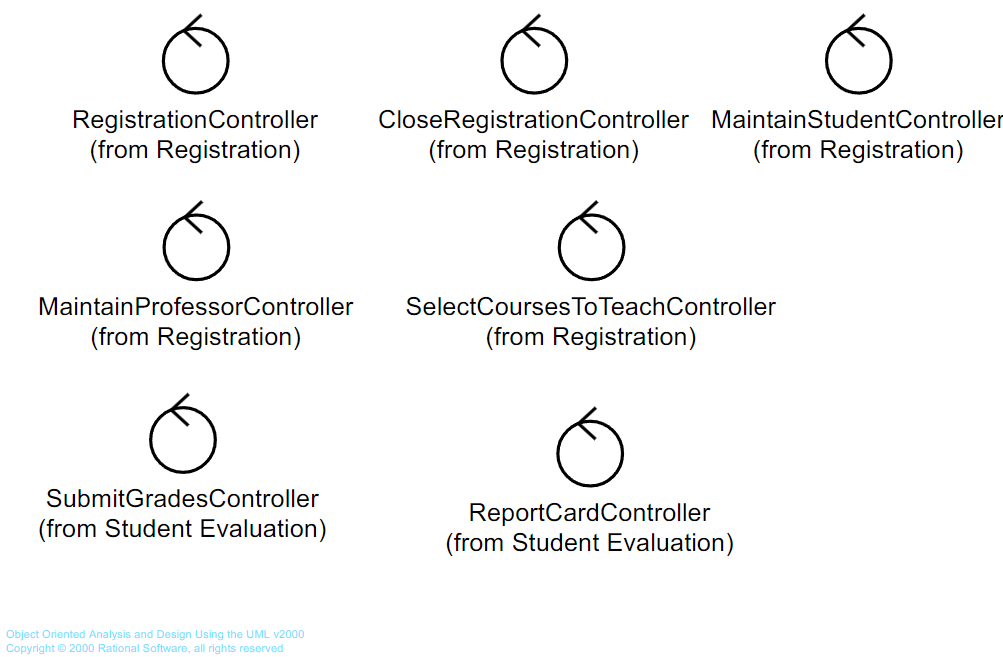 RegistrationController
(from Registration)
CloseRegistrationController
(from Registration)
MaintainStudentController
(from Registration)
MaintainProfessorController
(from Registration)
SelectCoursesToTeachController
(from Registration)
SubmitGradesController
(from Student Evaluation)
ReportCardController
(from Student Evaluation)
Object Oriented Analysis and Design Using the UML v2000
Copyright © 2000 Rational Software, all rights reserved